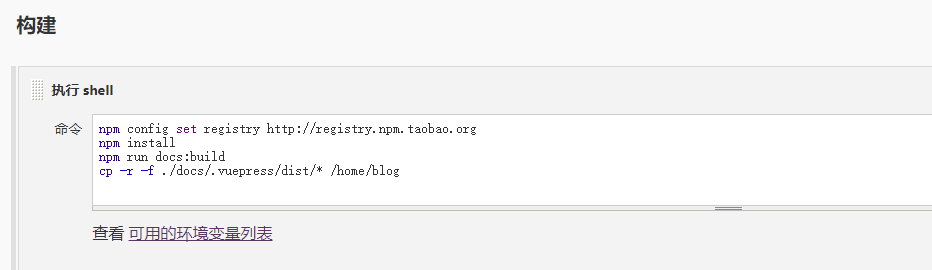 构建
执行 shell
命令
npm config set registry http://registry.npm.taobao.org
npm install
npm run docs:build
cp -r -f ./docs/.vuepress/dist/* /home/blog
查看 可用的环境变量列表